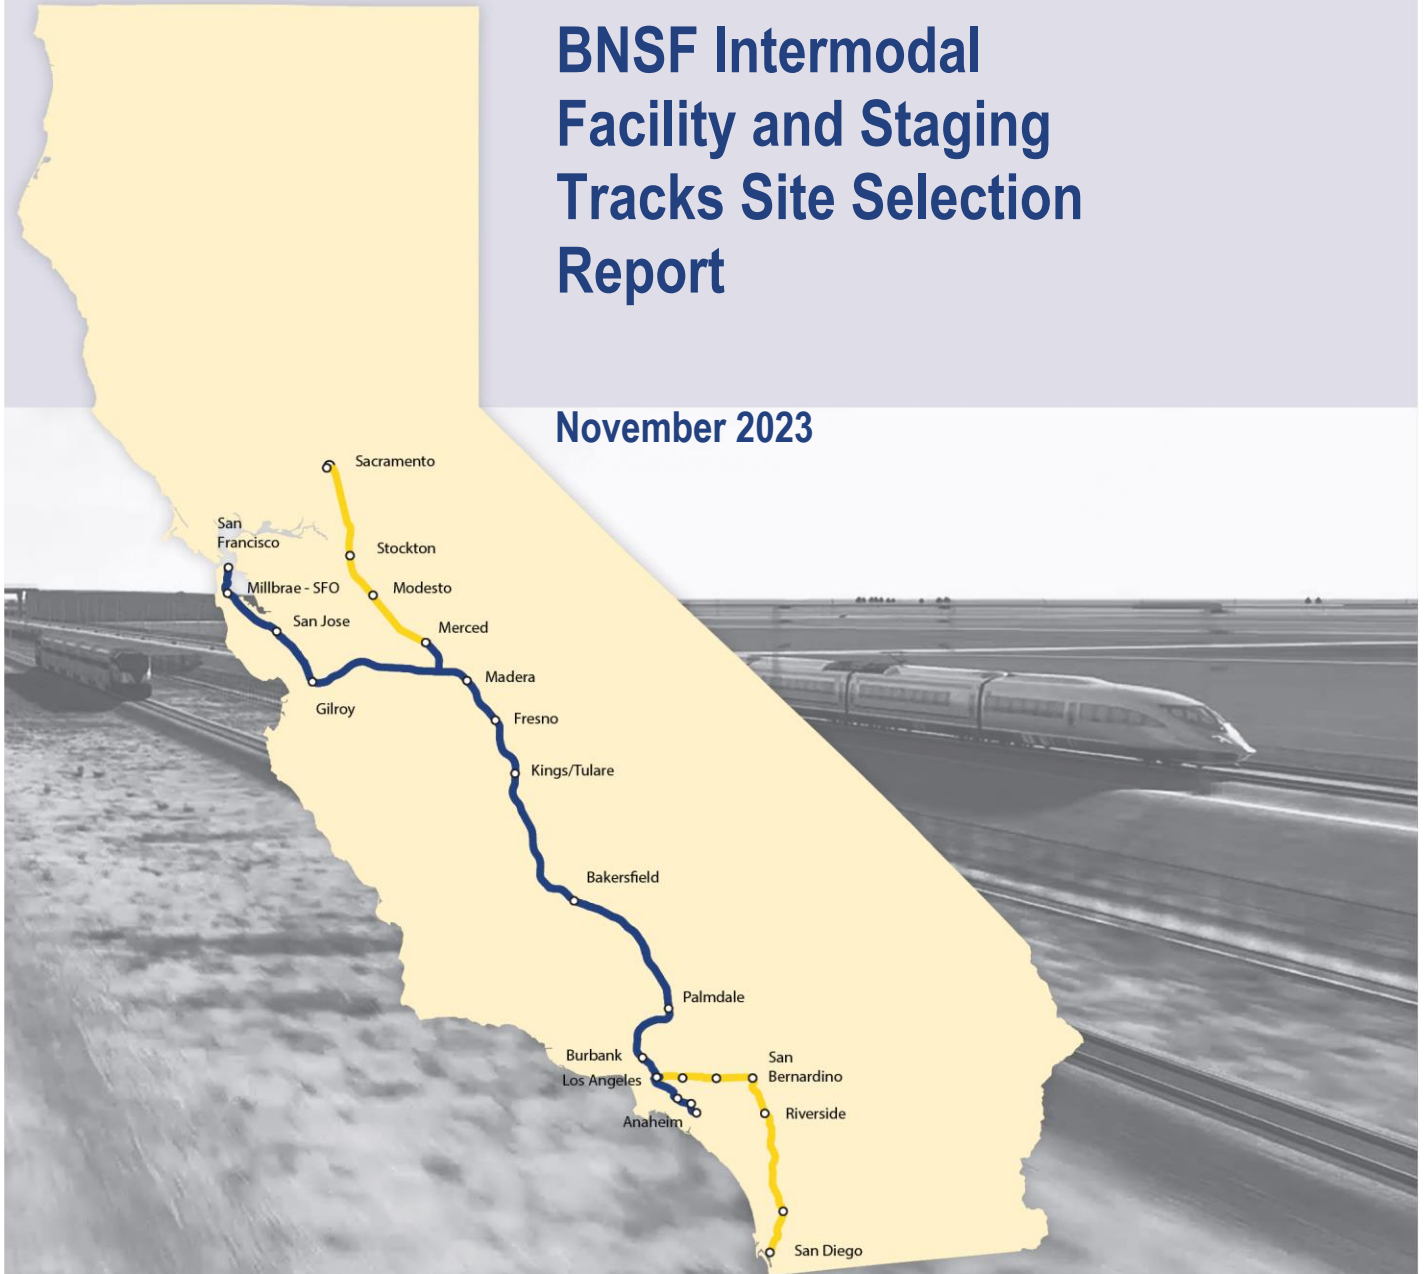 BNSF Intermodal
Facility and Staging
Tracks Site Selection
Report
November 2023
Sacramento
San
Francisco
Stockton
Millbrae - SFO
Modesto
San Jose
Merced
Madera
Gilroy
Fresno
Kings/Tulare
Bakersfield
Palmdale
Burbank
San
Bernardino
Los Angeles
Riverside
Anaheim
San Diego